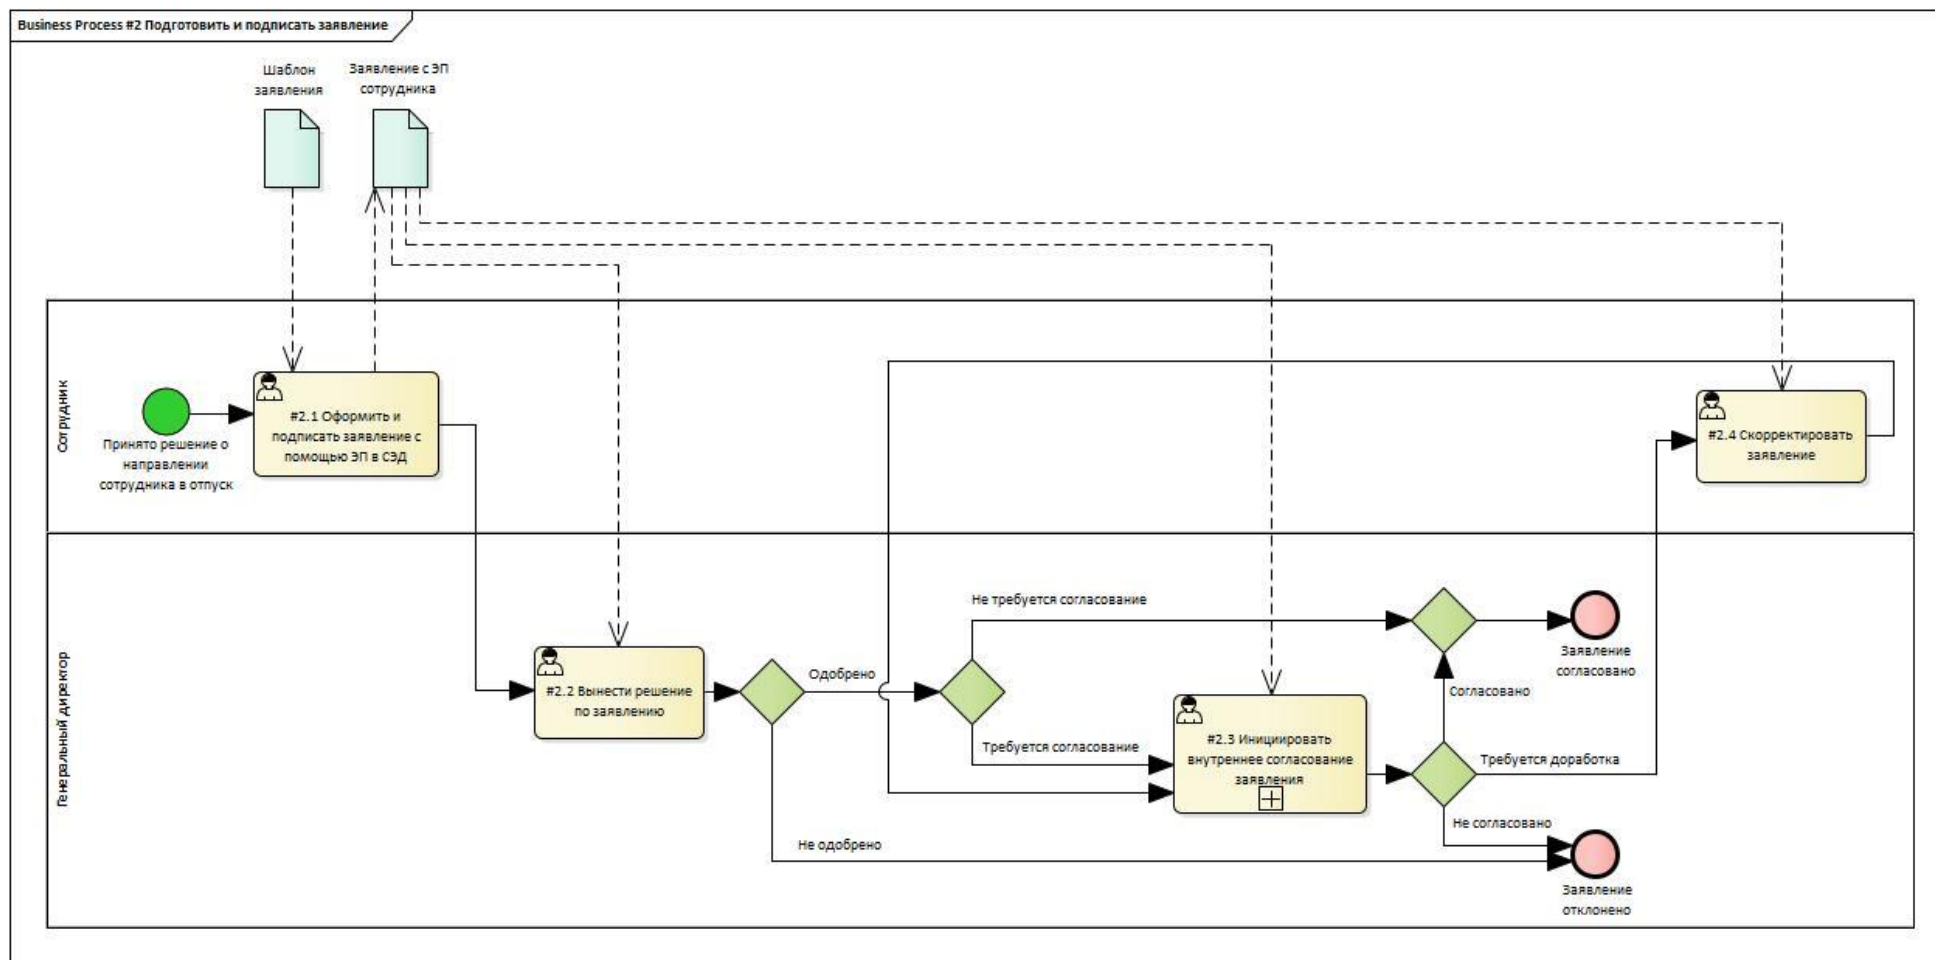 Business Process #2 Подготовить и подписать заявление
Шаблон
заявления
Заявление с ЭП
сотрудника
Сотрудник
Принято решение о
направлении
сотрудника в отпуск
#2.1 Оформить и
подписать заявление с
помощью ЭП в СЭД
#2.4 Скорректировать
заявление
Генеральный директор
#2.2 Вынести решение
по заявлению
Одобрено
Не одобрено
Не требуется согласование
Требуется согласование
#2.3 Инициировать
внутреннее согласование
заявления
Согласовано
Требуется доработка
Не согласовано
Заявление
согласовано
Заявление
отклонено